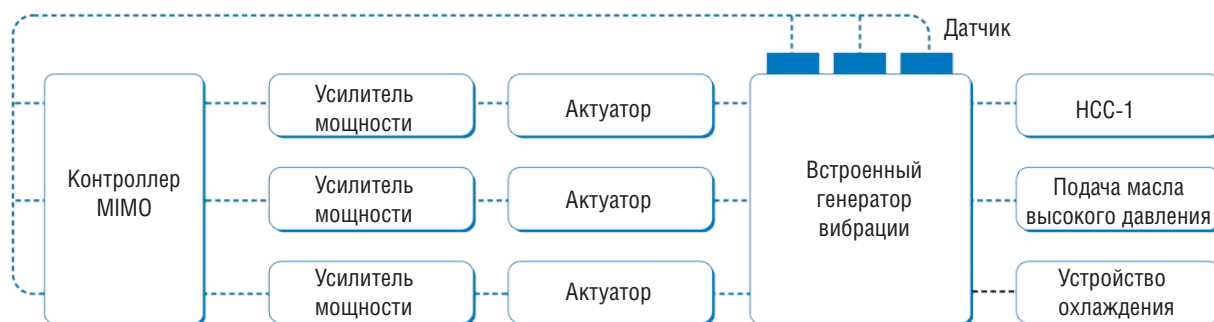 Датчик
Усилитель
мощности
Актуатор
НСС-1
Контроллер
MIMO
Усилитель
мощности
Актуатор
Встроенный
генератор
вибрации
Подача масла
высокого давления
Усилитель
мощности
Актуатор
Устройство
охлаждения